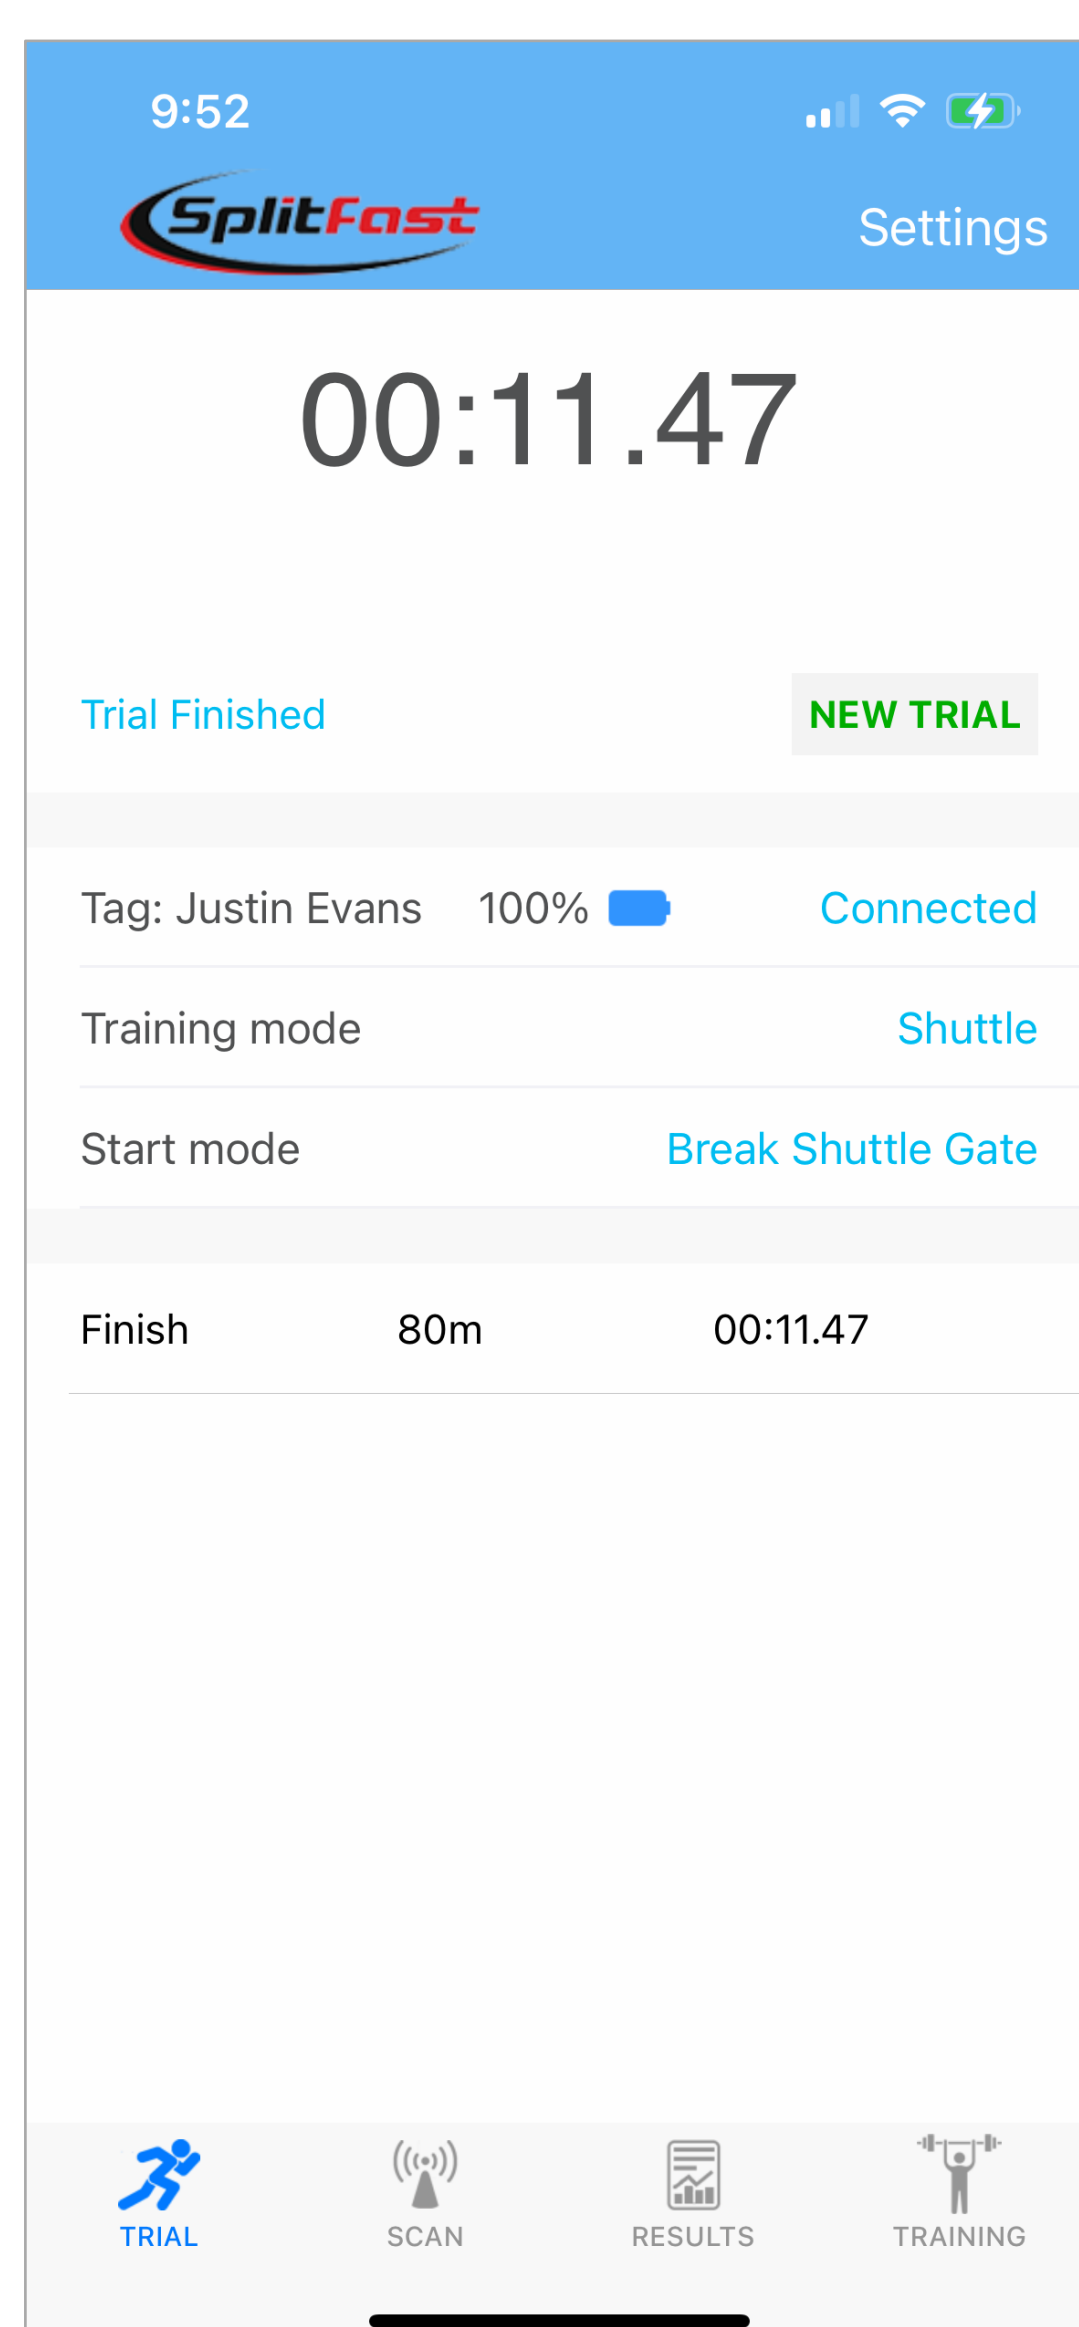 9:52
SplitFast
Settings
00:11.47
Trial Finished
NEW TRIAL
Tag: Justin Evans 100% Connected
Training mode Shuttle
Start mode Break Shuttle Gate
Finish 80m 00:11.47
TRIAL SCAN RESULTS TRAINING